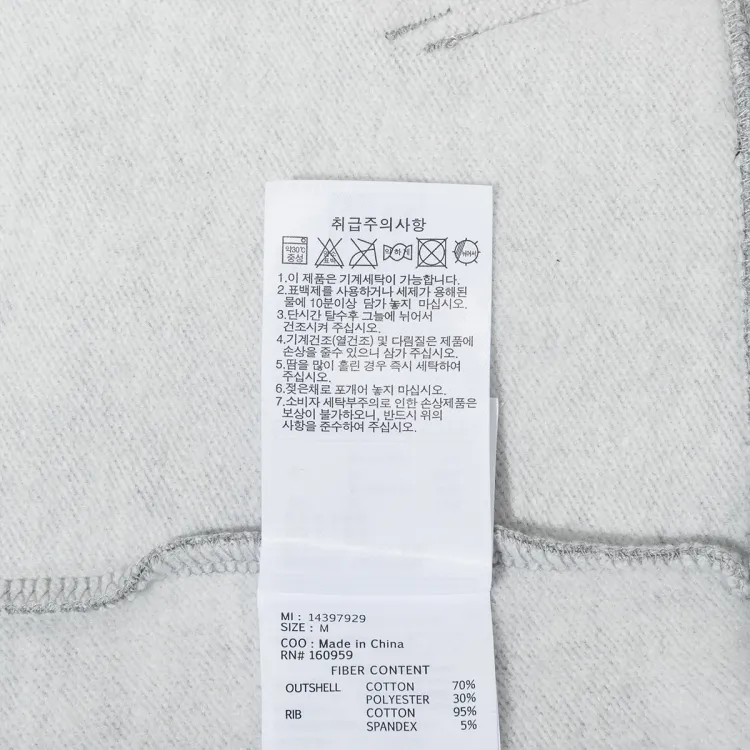 취급주의사항
약30℃
중성
약하게
뉘어서
1.이 제품은 기계세탁이 가능합니다.
2.표백제를 사용하거나 세제가 용해된
물에 10분이상 담가 놓지 마십시오.
3.단시간 탈수후 그늘에 뉘어서
건조시켜 주십시오.
4.기계건조(열건조) 및 다림질은 제품에
손상을 줄수 있으니 삼가 주십시오.
5.땀을 많이 흘린 경우 즉시 세탁하여
주십시오.
6.젖은채로 포개어 놓지 마십시오.
7.소비자 세탁부주의로 인한 손상제품은
보상이 불가하오니, 반드시 위의
사항을 준수하여 주십시오.
MI : 14397929
SIZE : M
COO : Made in China
RN# 160959
FIBER CONTENT
OUTSHELL COTTON 70%
POLYESTER 30%
RIB COTTON 95%
SPANDEX 5%